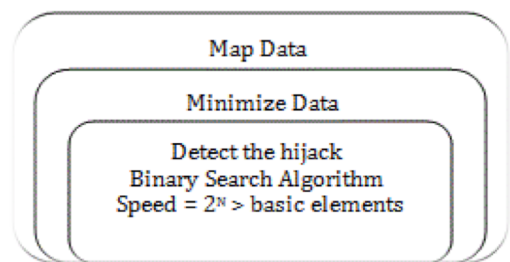 Map Data
Minimize Data
Detect the hijack
Binary Search Algorithm
Speed = 2ᴺ > basic elements